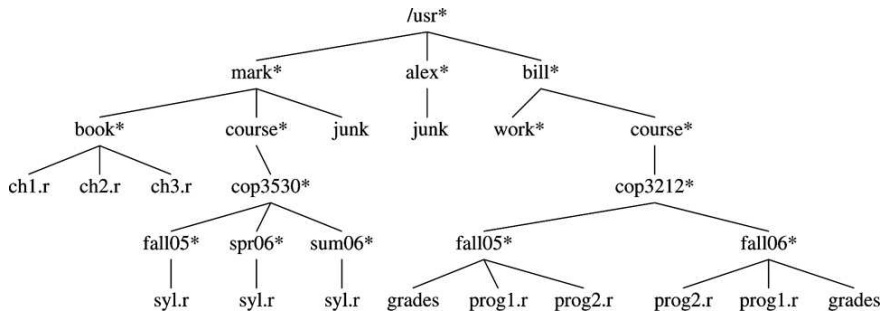 /usr*
mark* alex* bill*
book* course* junk junk work* course*
ch1.r ch2.r ch3.r cop3530* cop3212*
fall05* spr06* sum06* fall05* fall06*
syl.r syl.r syl.r grades prog1.r prog2.r prog2.r prog1.r grades